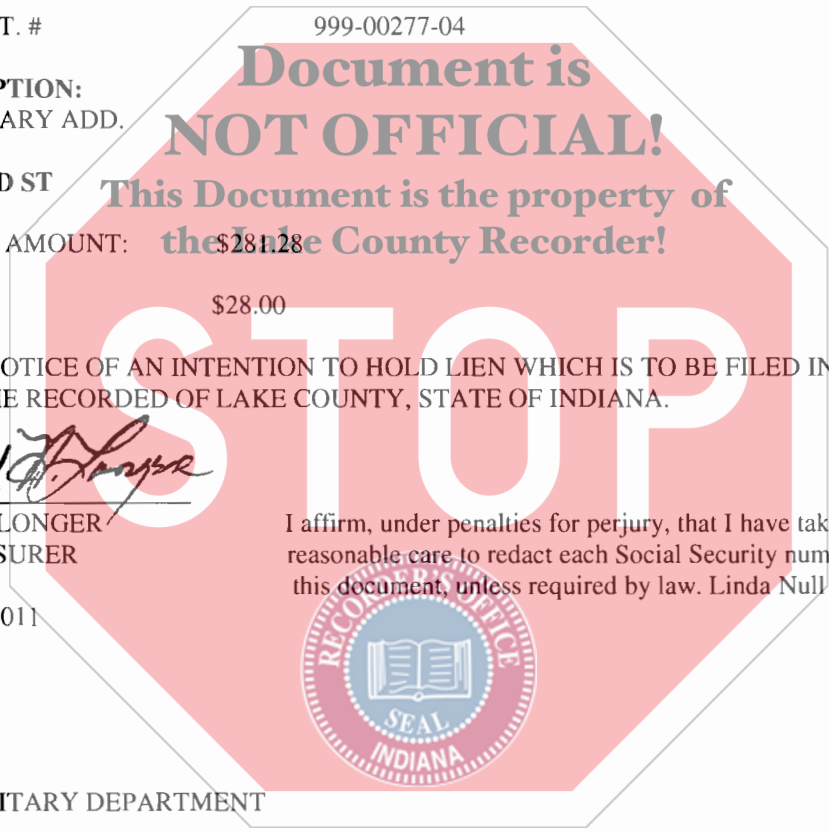 T. # 999-00277-04
Document is
PTION:
ARY ADD.
NOT OFFICIAL!
D ST
This Document is the property of
AMOUNT: $281.28
the Lake County Recorder!
$28.00
STOP
OTICE OF AN INTENTION TO HOLD LIEN WHICH IS TO BE FILED IN
E RECORDED OF LAKE COUNTY, STATE OF INDIANA.
LONGER
SURER
I affirm, under penalties for perjury, that I have tak
reasonable care to redact each Social Security num
this document, unless required by law. Linda Null
011
RECORDER'S OFFICE
SEAL
INDIANA
ITARY DEPARTMENT